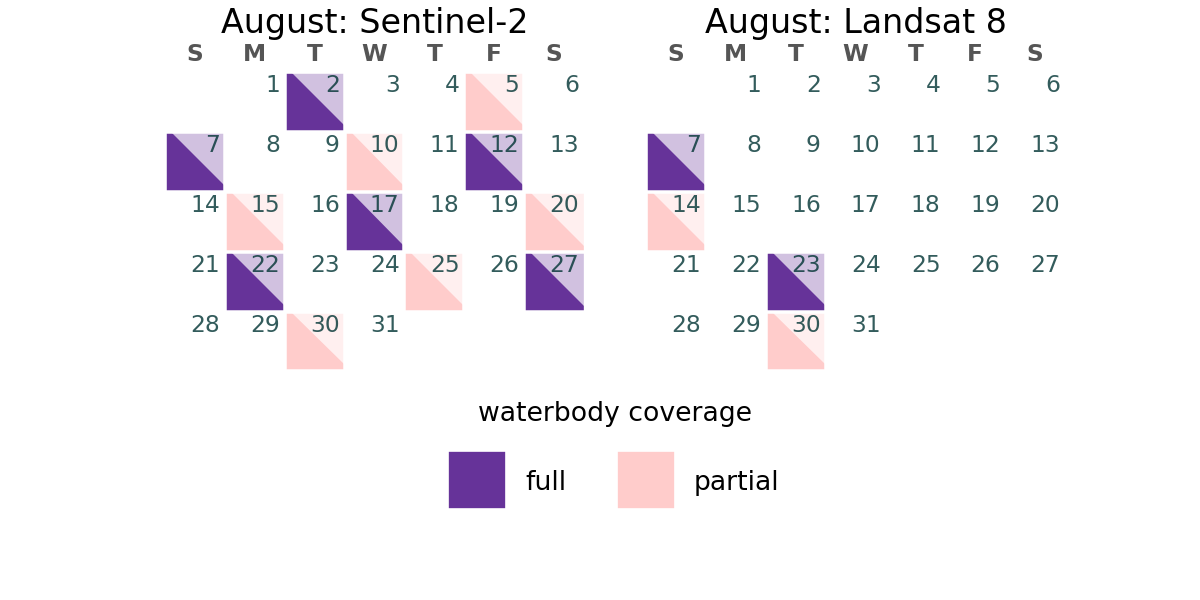 August: Sentinel-2
S M T W T F S
1 2 3 4 5 6
7 8 9 10 11 12 13
14 15 16 17 18 19 20
21 22 23 24 25 26 27
28 29 30 31
August: Landsat 8
S M T W T F S
1 2 3 4 5 6
7 8 9 10 11 12 13
14 15 16 17 18 19 20
21 22 23 24 25 26 27
28 29 30 31
waterbody coverage
full
partial